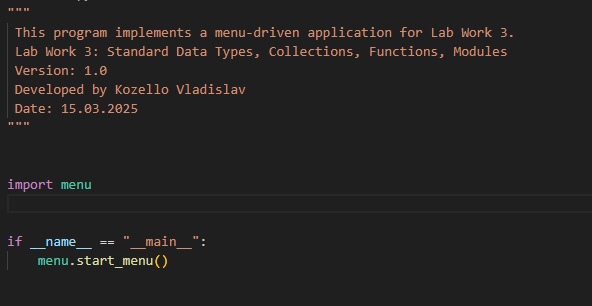 """
This program implements a menu-driven application for Lab Work 3.
Lab Work 3: Standard Data Types, Collections, Functions, Modules
Version: 1.0
Developed by Kozello Vladislav
Date: 15.03.2025
"""
import menu
if __name__ == "__main__":
    menu.start_menu()